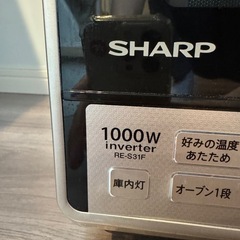 SHARP
1000W
inverter
RE-S31F
好みの温度
あたため
庫内灯
オーブン1段